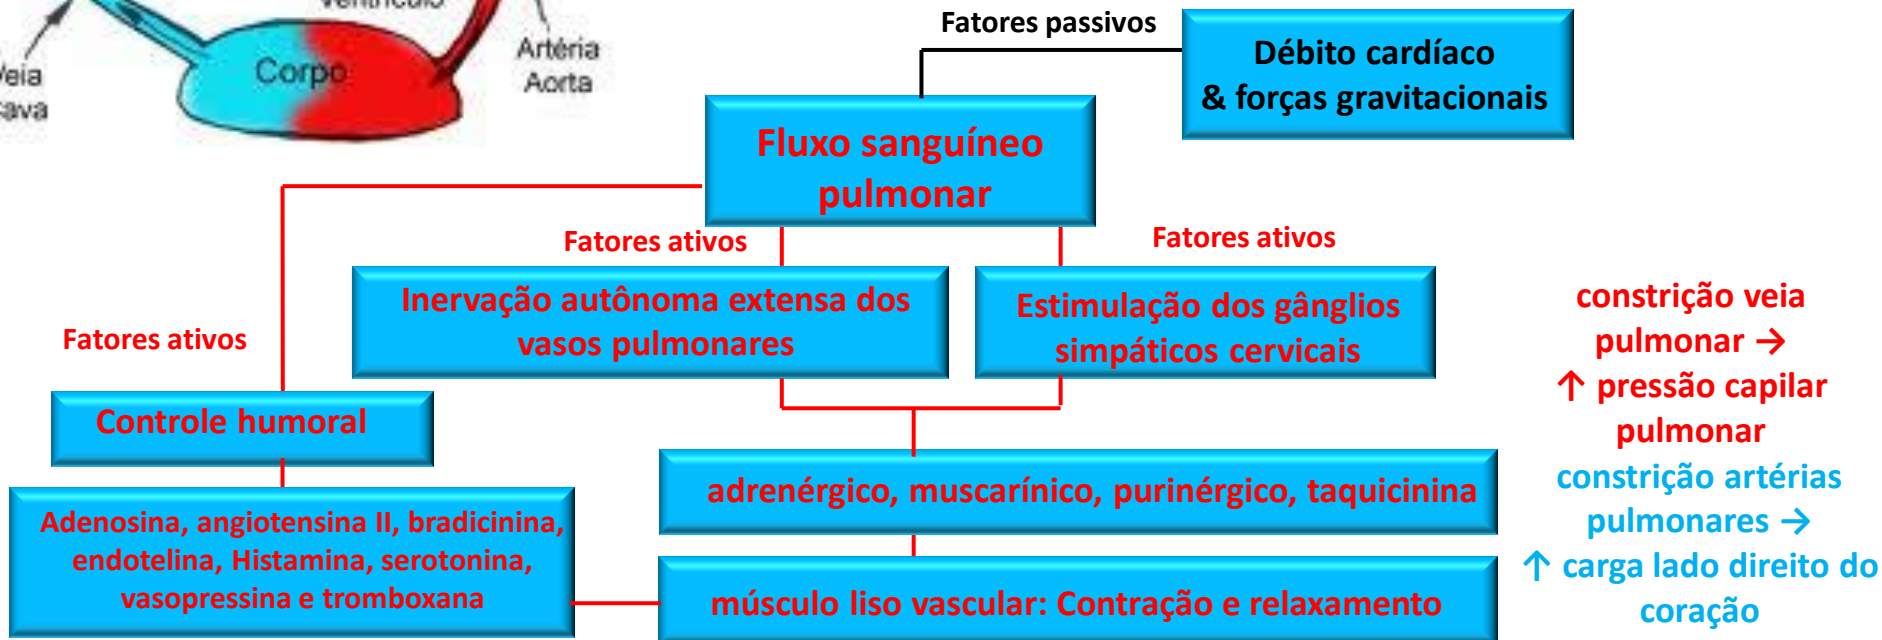 Artéria
Aorta
Corpo
Fatores passivos
Débito cardíaco
& forças gravitacionais
Fluxo sanguíneo
pulmonar
Fatores ativos
Fatores ativos
Inervação autônoma extensa dos
vasos pulmonares
Estimulação dos gânglios
simpáticos cervicais
Fatores ativos
Controle humoral
Adenosina, angiotensina II, bradicinina,
endotelina, Histamina, serotonina,
vasopressina e tromboxana
adrenérgico, muscarínico, purinérgico, taquicinina
músculo liso vascular: Contração e relaxamento
constrição veia
pulmonar →
↑ pressão capilar
pulmonar
constrição artérias
pulmonares →
↑ carga lado direito do
coração